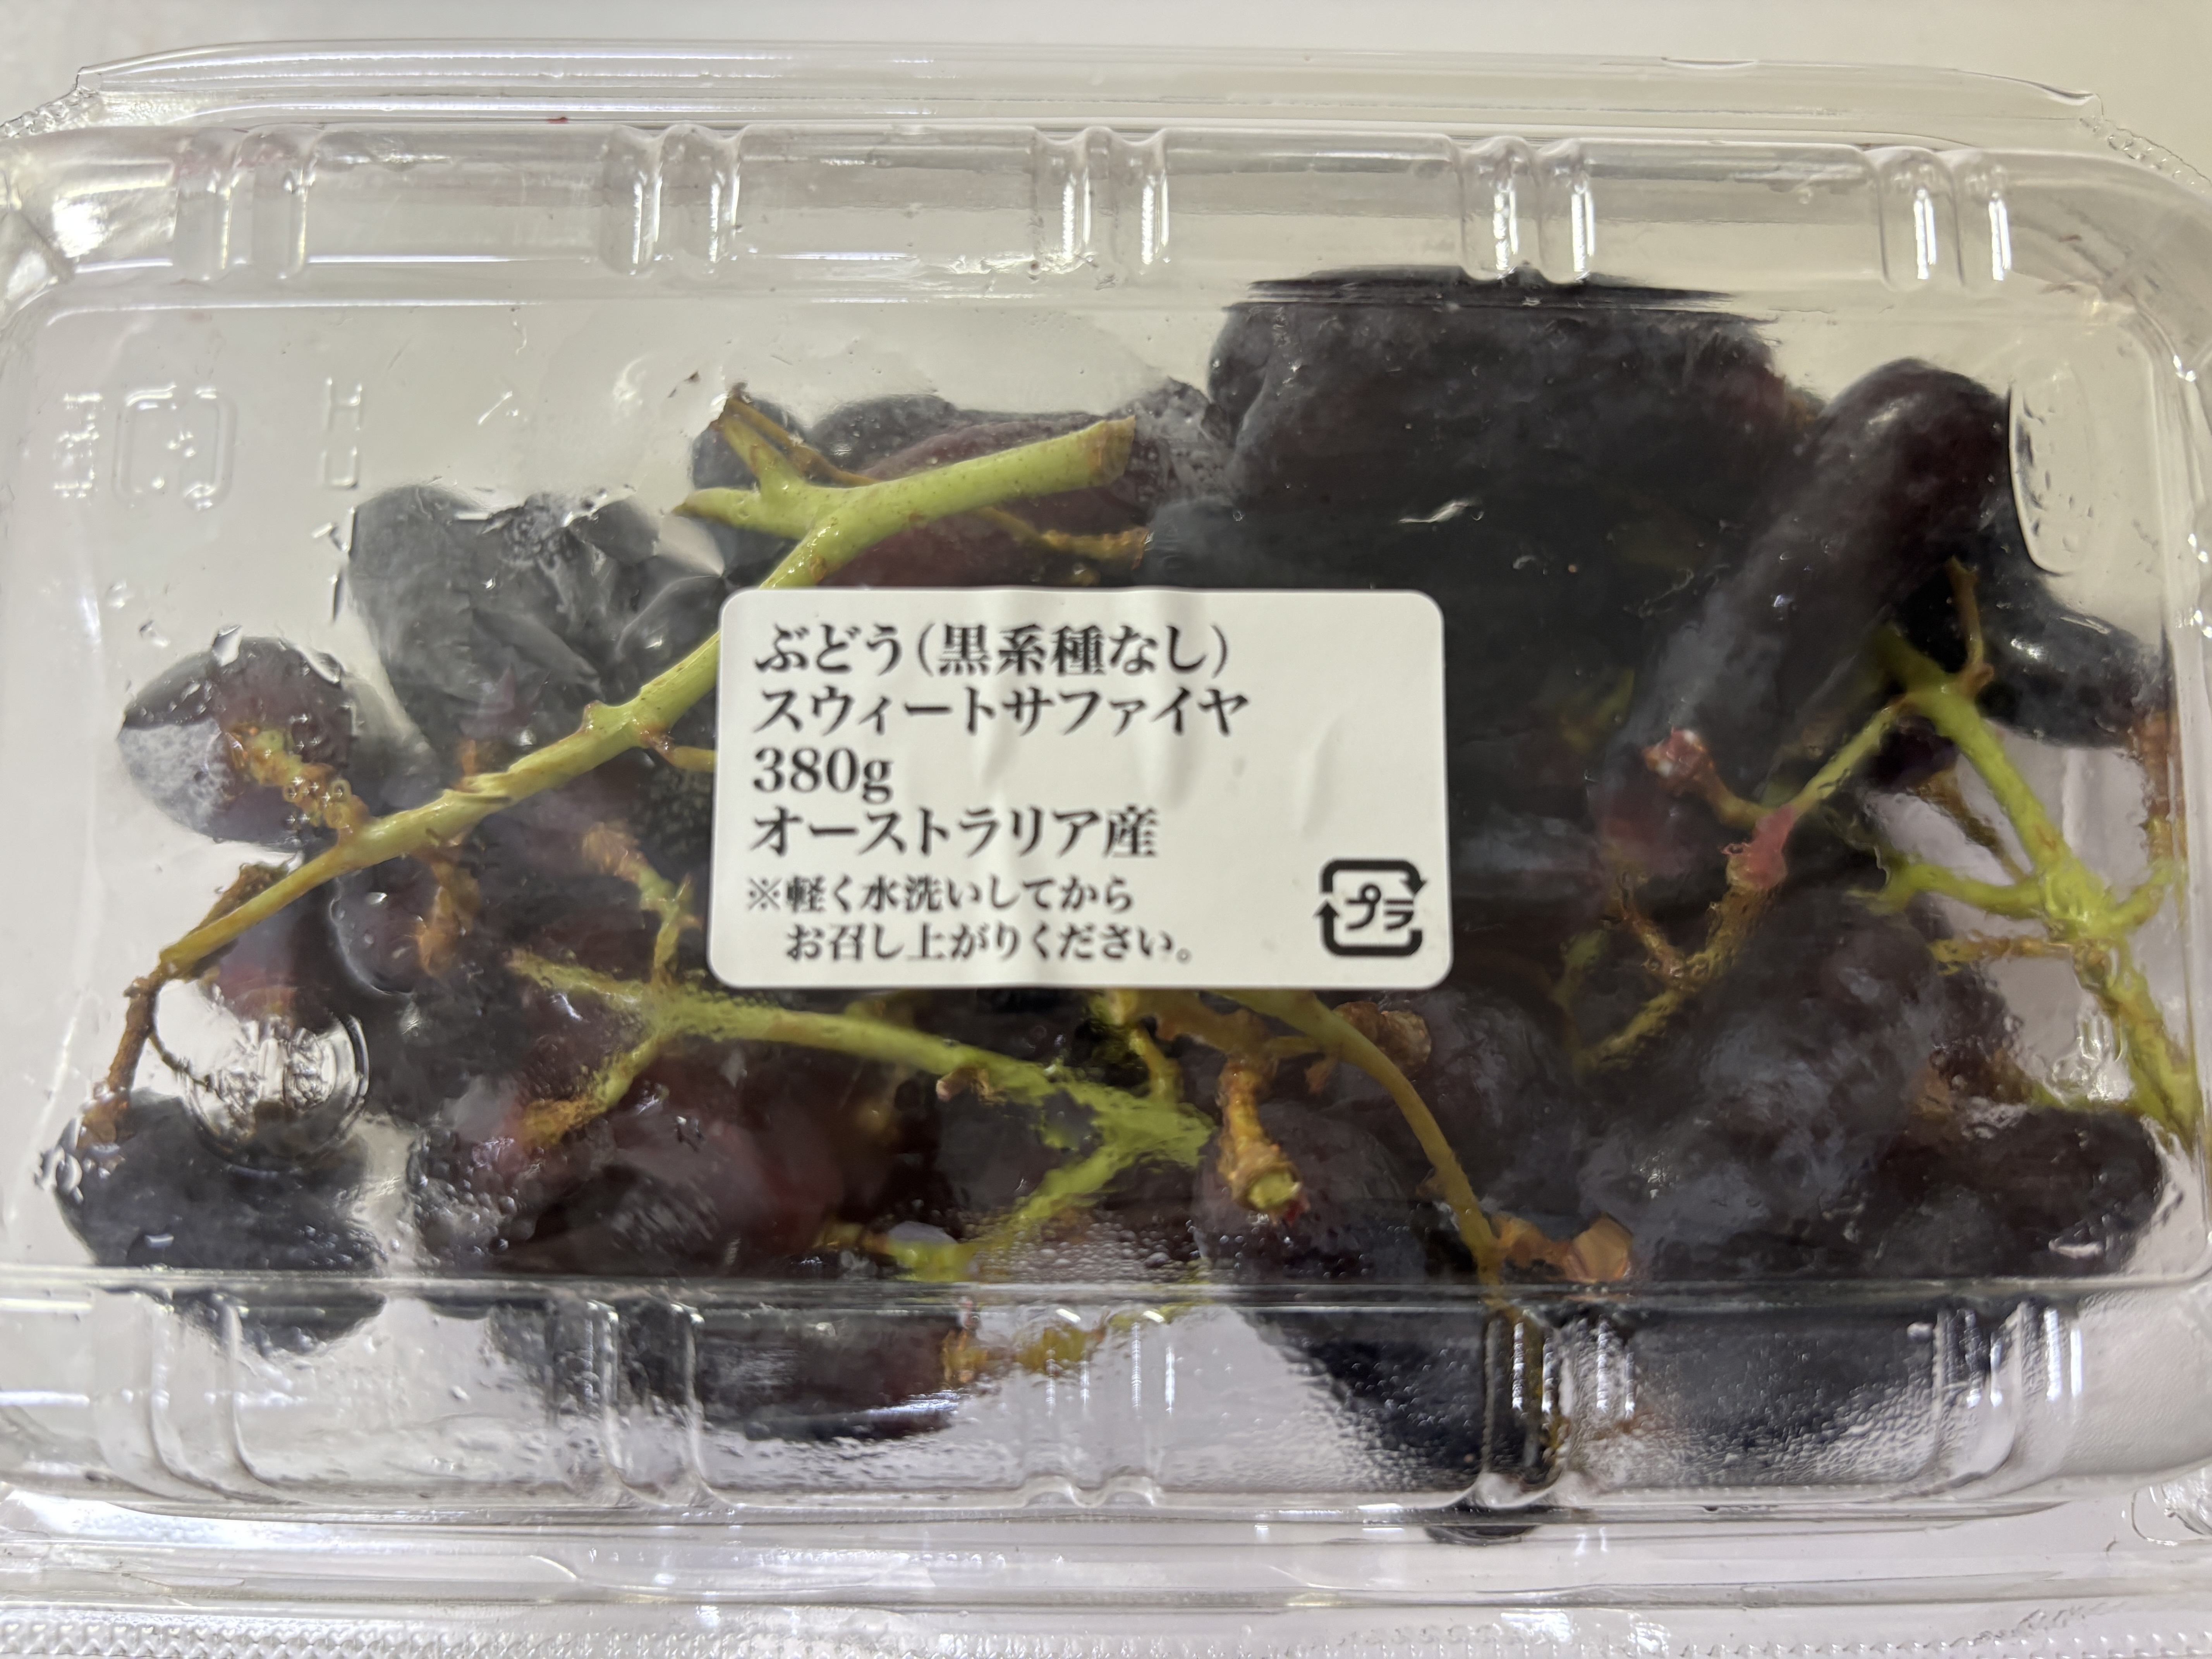 ぶどう(黒系種なし)
スウィートサファイヤ
380g
オーストラリア産
※軽く水洗いしてから
お召し上がりください。
プラ